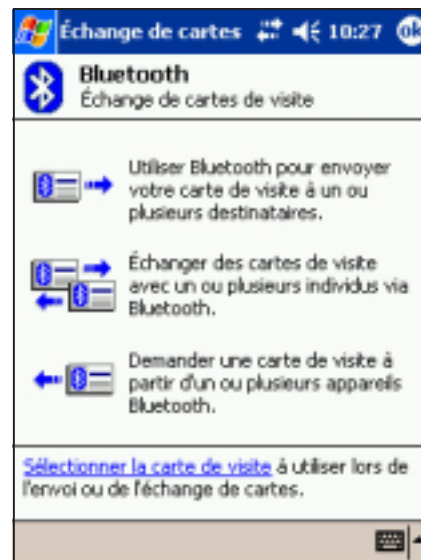 Échange de cartes 10:27 ok
Bluetooth
Échange de cartes de visite
Utiliser Bluetooth pour envoyer
votre carte de visite à un ou
plusieurs destinataires.
Échanger des cartes de visite
avec un ou plusieurs individus via
Bluetooth.
Demander une carte de visite à
partir d'un ou plusieurs appareils
Bluetooth.
Sélectionner la carte de visite à utiliser lors de
l'envoi ou de l'échange de cartes.